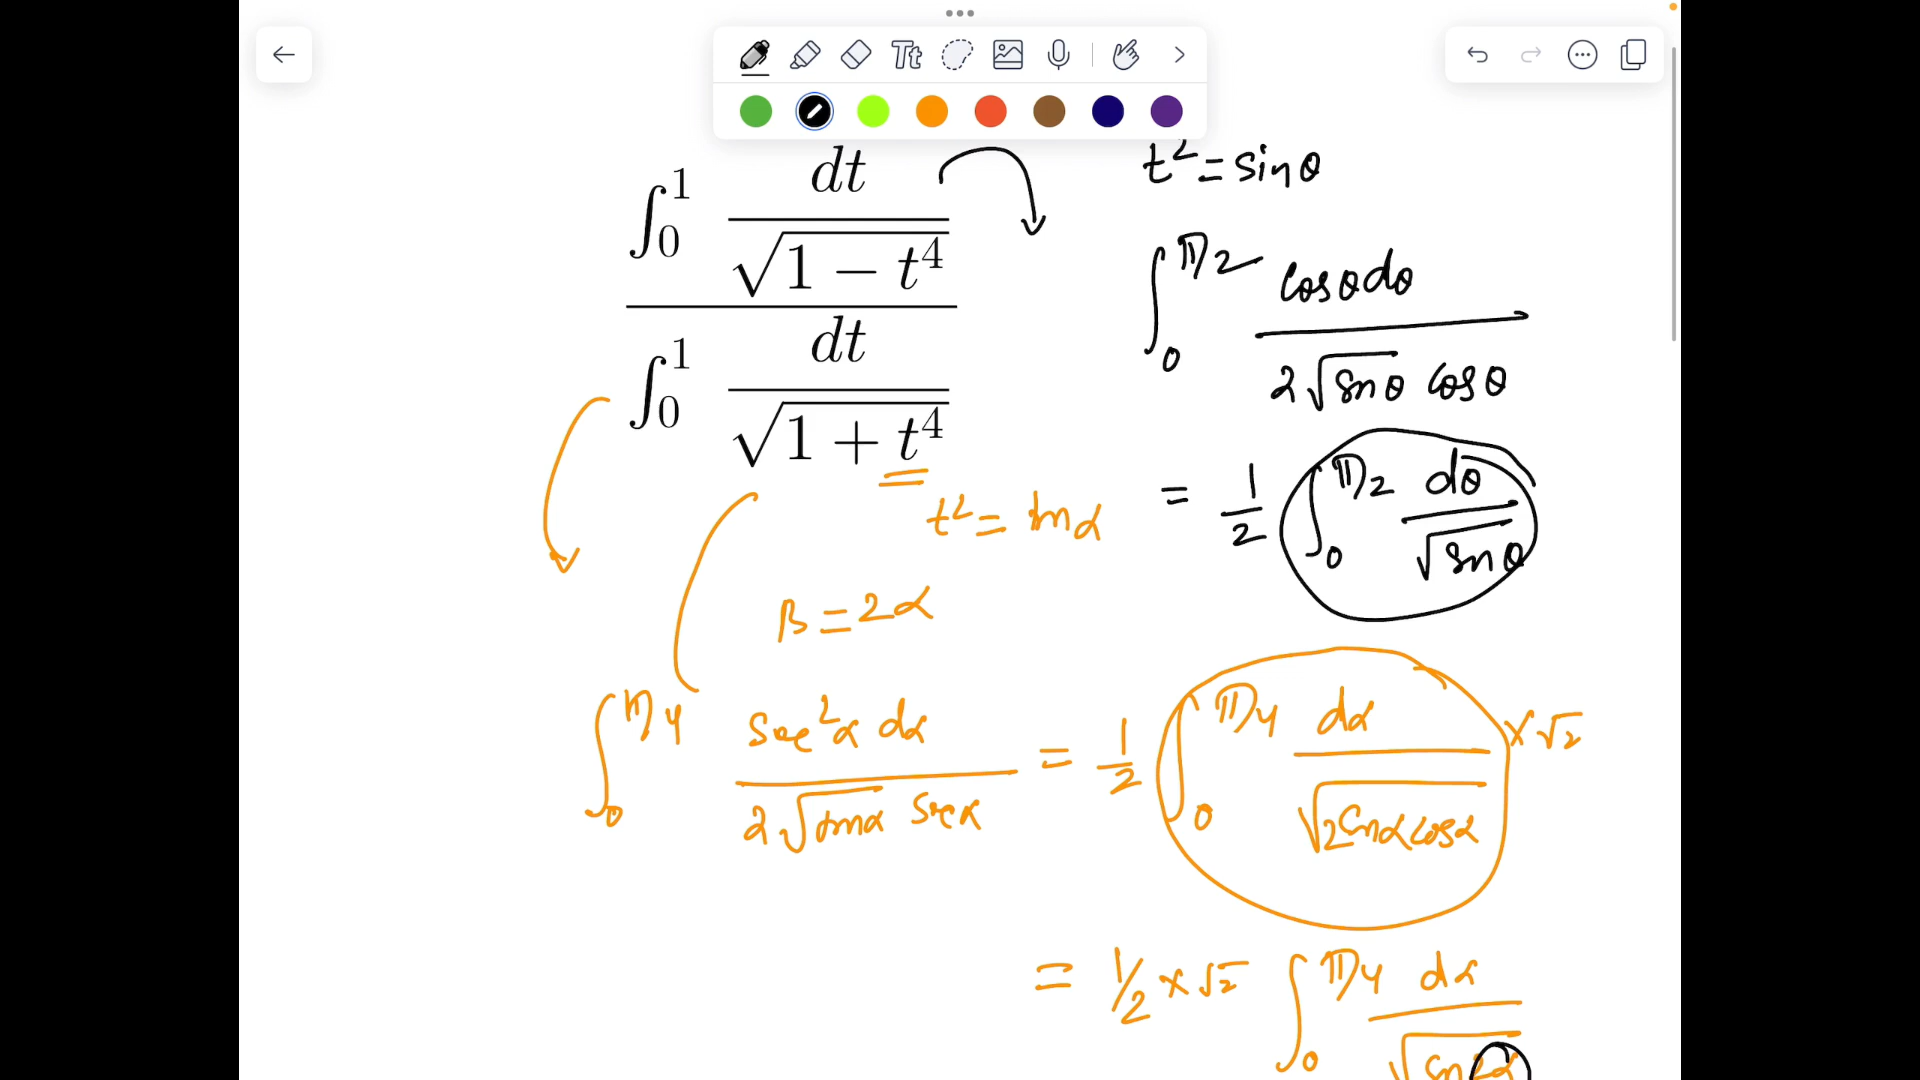 Tt
∫₀¹ dt/√(1 − t⁴)
∫₀¹ dt/√(1 + t⁴)
t² = sinθ
∫₀^π/2 cosθdθ / 2√sinθ cosθ
= 1/2 ∫₀^π/2 dθ/√sinθ
t² = tanα
β = 2α
∫₀^π/4 sec²α dα / 2√tanα secα = 1/2 ∫₀^π/4 dα/√2sinαcosα × √2
= 1/2 × √2 ∫₀^π/4 dα/√sin2α